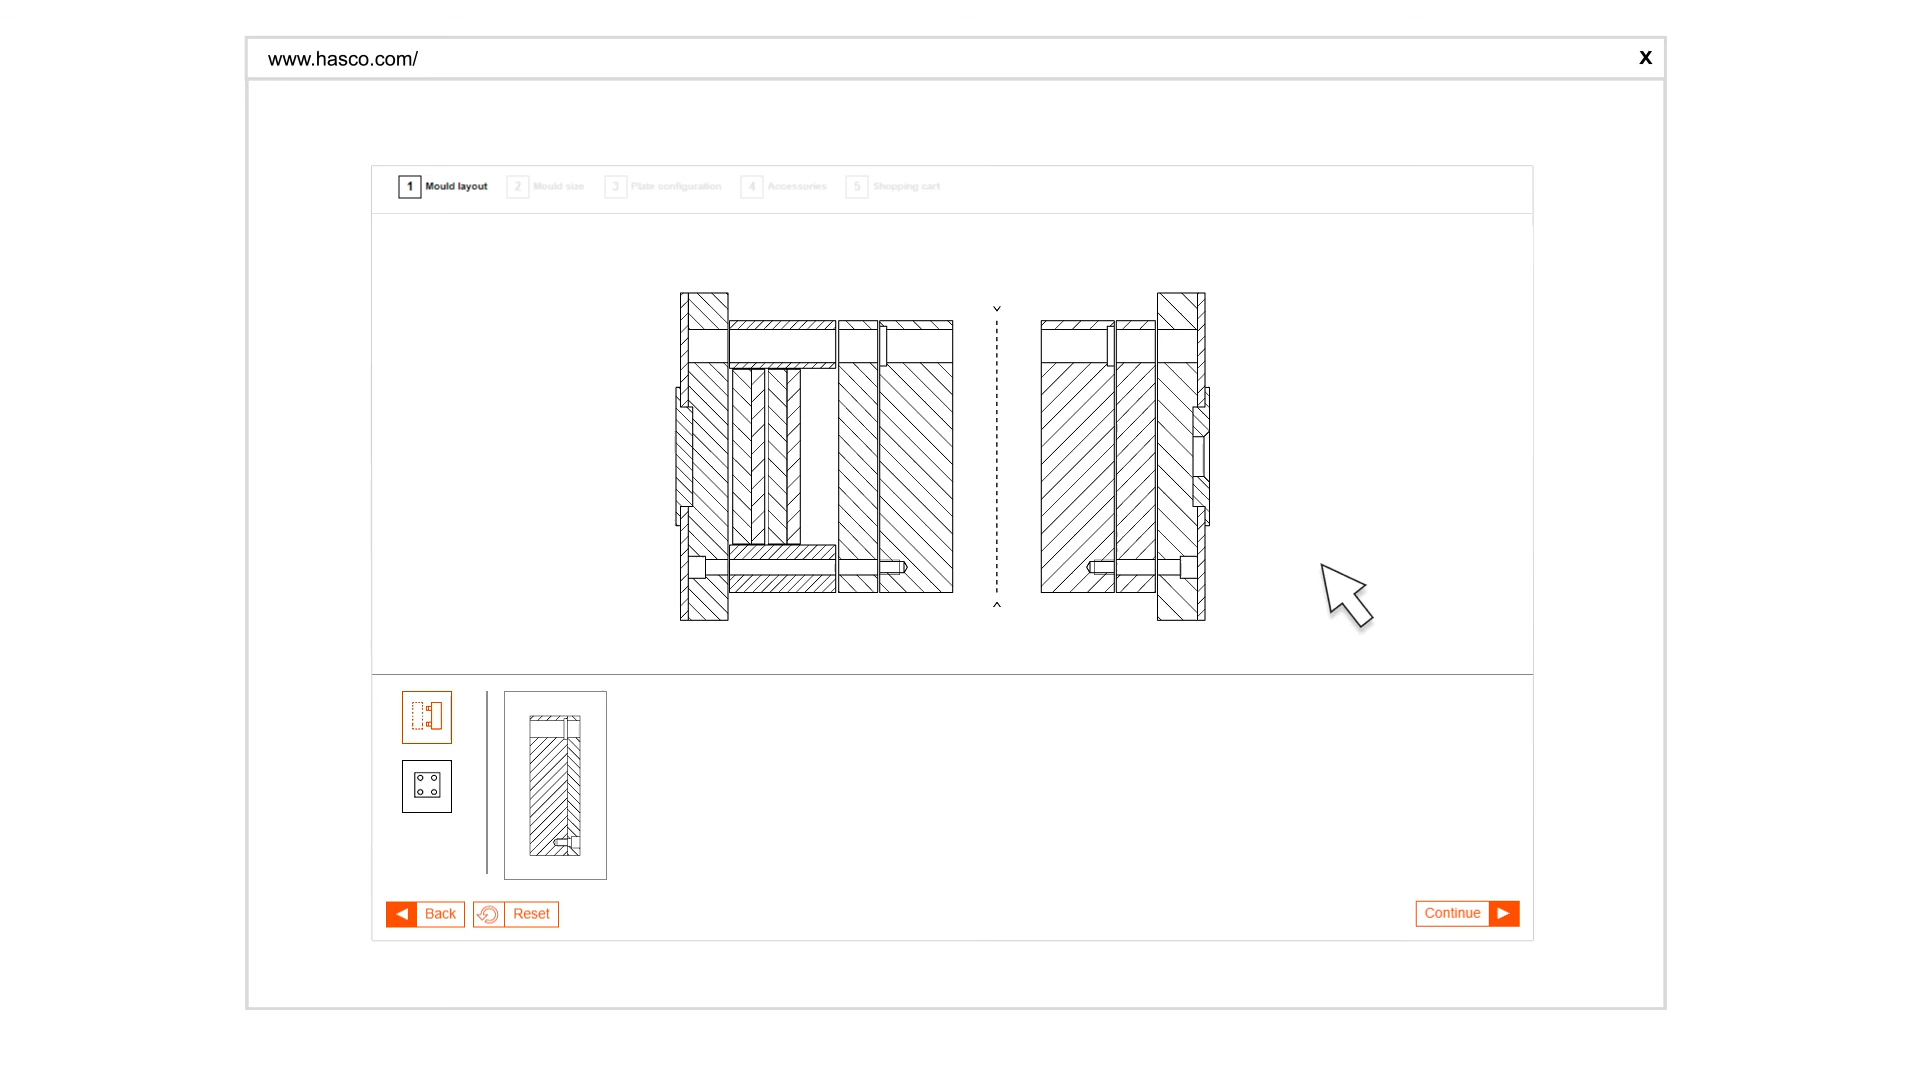 www.hasco.com/ X
1 Mould layout 2 Mould size 3 Plate configuration 4 Accessories 5 Shopping cart
Back Reset Continue